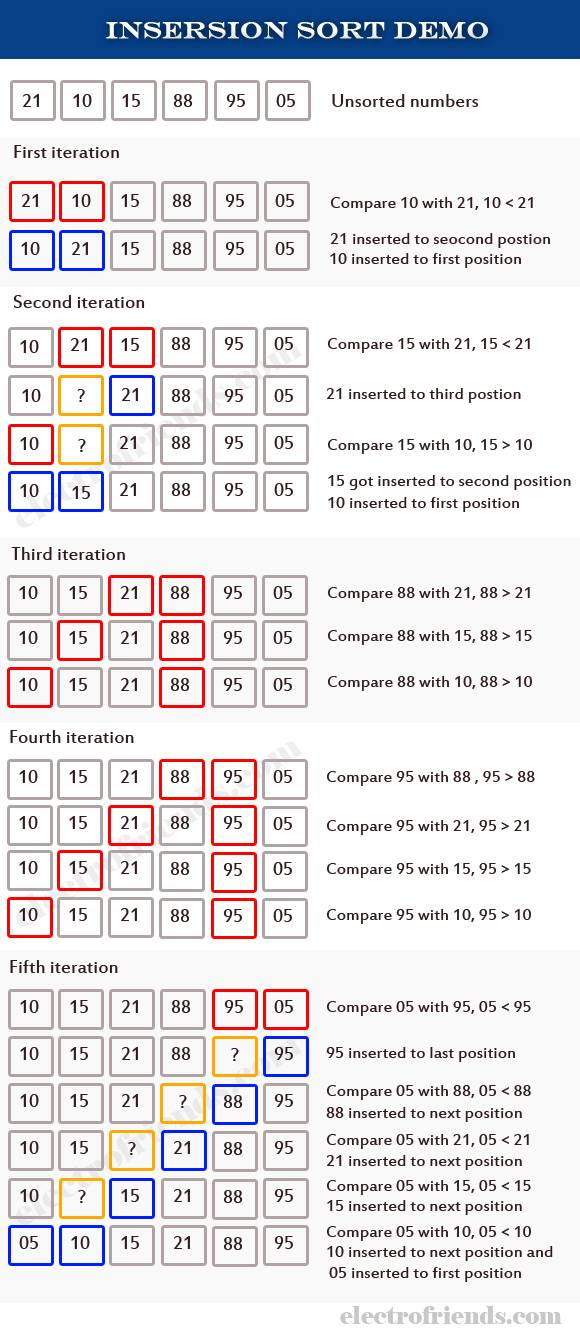 INSERSION SORT DEMO
21 10 15 88 95 05 Unsorted numbers
First iteration
21 10 15 88 95 05 Compare 10 with 21, 10 < 21
10 21 15 88 95 05 21 inserted to seocond postion
10 inserted to first position
Second iteration
10 21 15 88 95 05 Compare 15 with 21, 15 < 21
10 ? 21 88 95 05 21 inserted to third postion
10 ? 21 88 95 05 Compare 15 with 10, 15 > 10
10 15 21 88 95 05 15 got inserted to second position
10 inserted to first position
electrofriends.com
Third iteration
10 15 21 88 95 05 Compare 88 with 21, 88 > 21
10 15 21 88 95 05 Compare 88 with 15, 88 > 15
10 15 21 88 95 05 Compare 88 with 10, 88 > 10
Fourth iteration
10 15 21 88 95 05 Compare 95 with 88 , 95 > 88
10 15 21 88 95 05 Compare 95 with 21, 95 > 21
10 15 21 88 95 05 Compare 95 with 15, 95 > 15
10 15 21 88 95 05 Compare 95 with 10, 95 > 10
electrofriends.com
Fifth iteration
10 15 21 88 95 05 Compare 05 with 95, 05 < 95
10 15 21 88 ? 95 95 inserted to last position
10 15 21 ? 88 95 Compare 05 with 88, 05 < 88
88 inserted to next position
10 15 ? 21 88 95 Compare 05 with 21, 05 < 21
21 inserted to next position
10 ? 15 21 88 95 Compare 05 with 15, 05 < 15
15 inserted to next position
05 10 15 21 88 95 Compare 05 with 10, 05 < 10
10 inserted to next position and
05 inserted to first position
electrofriends.com
electrofriends.com